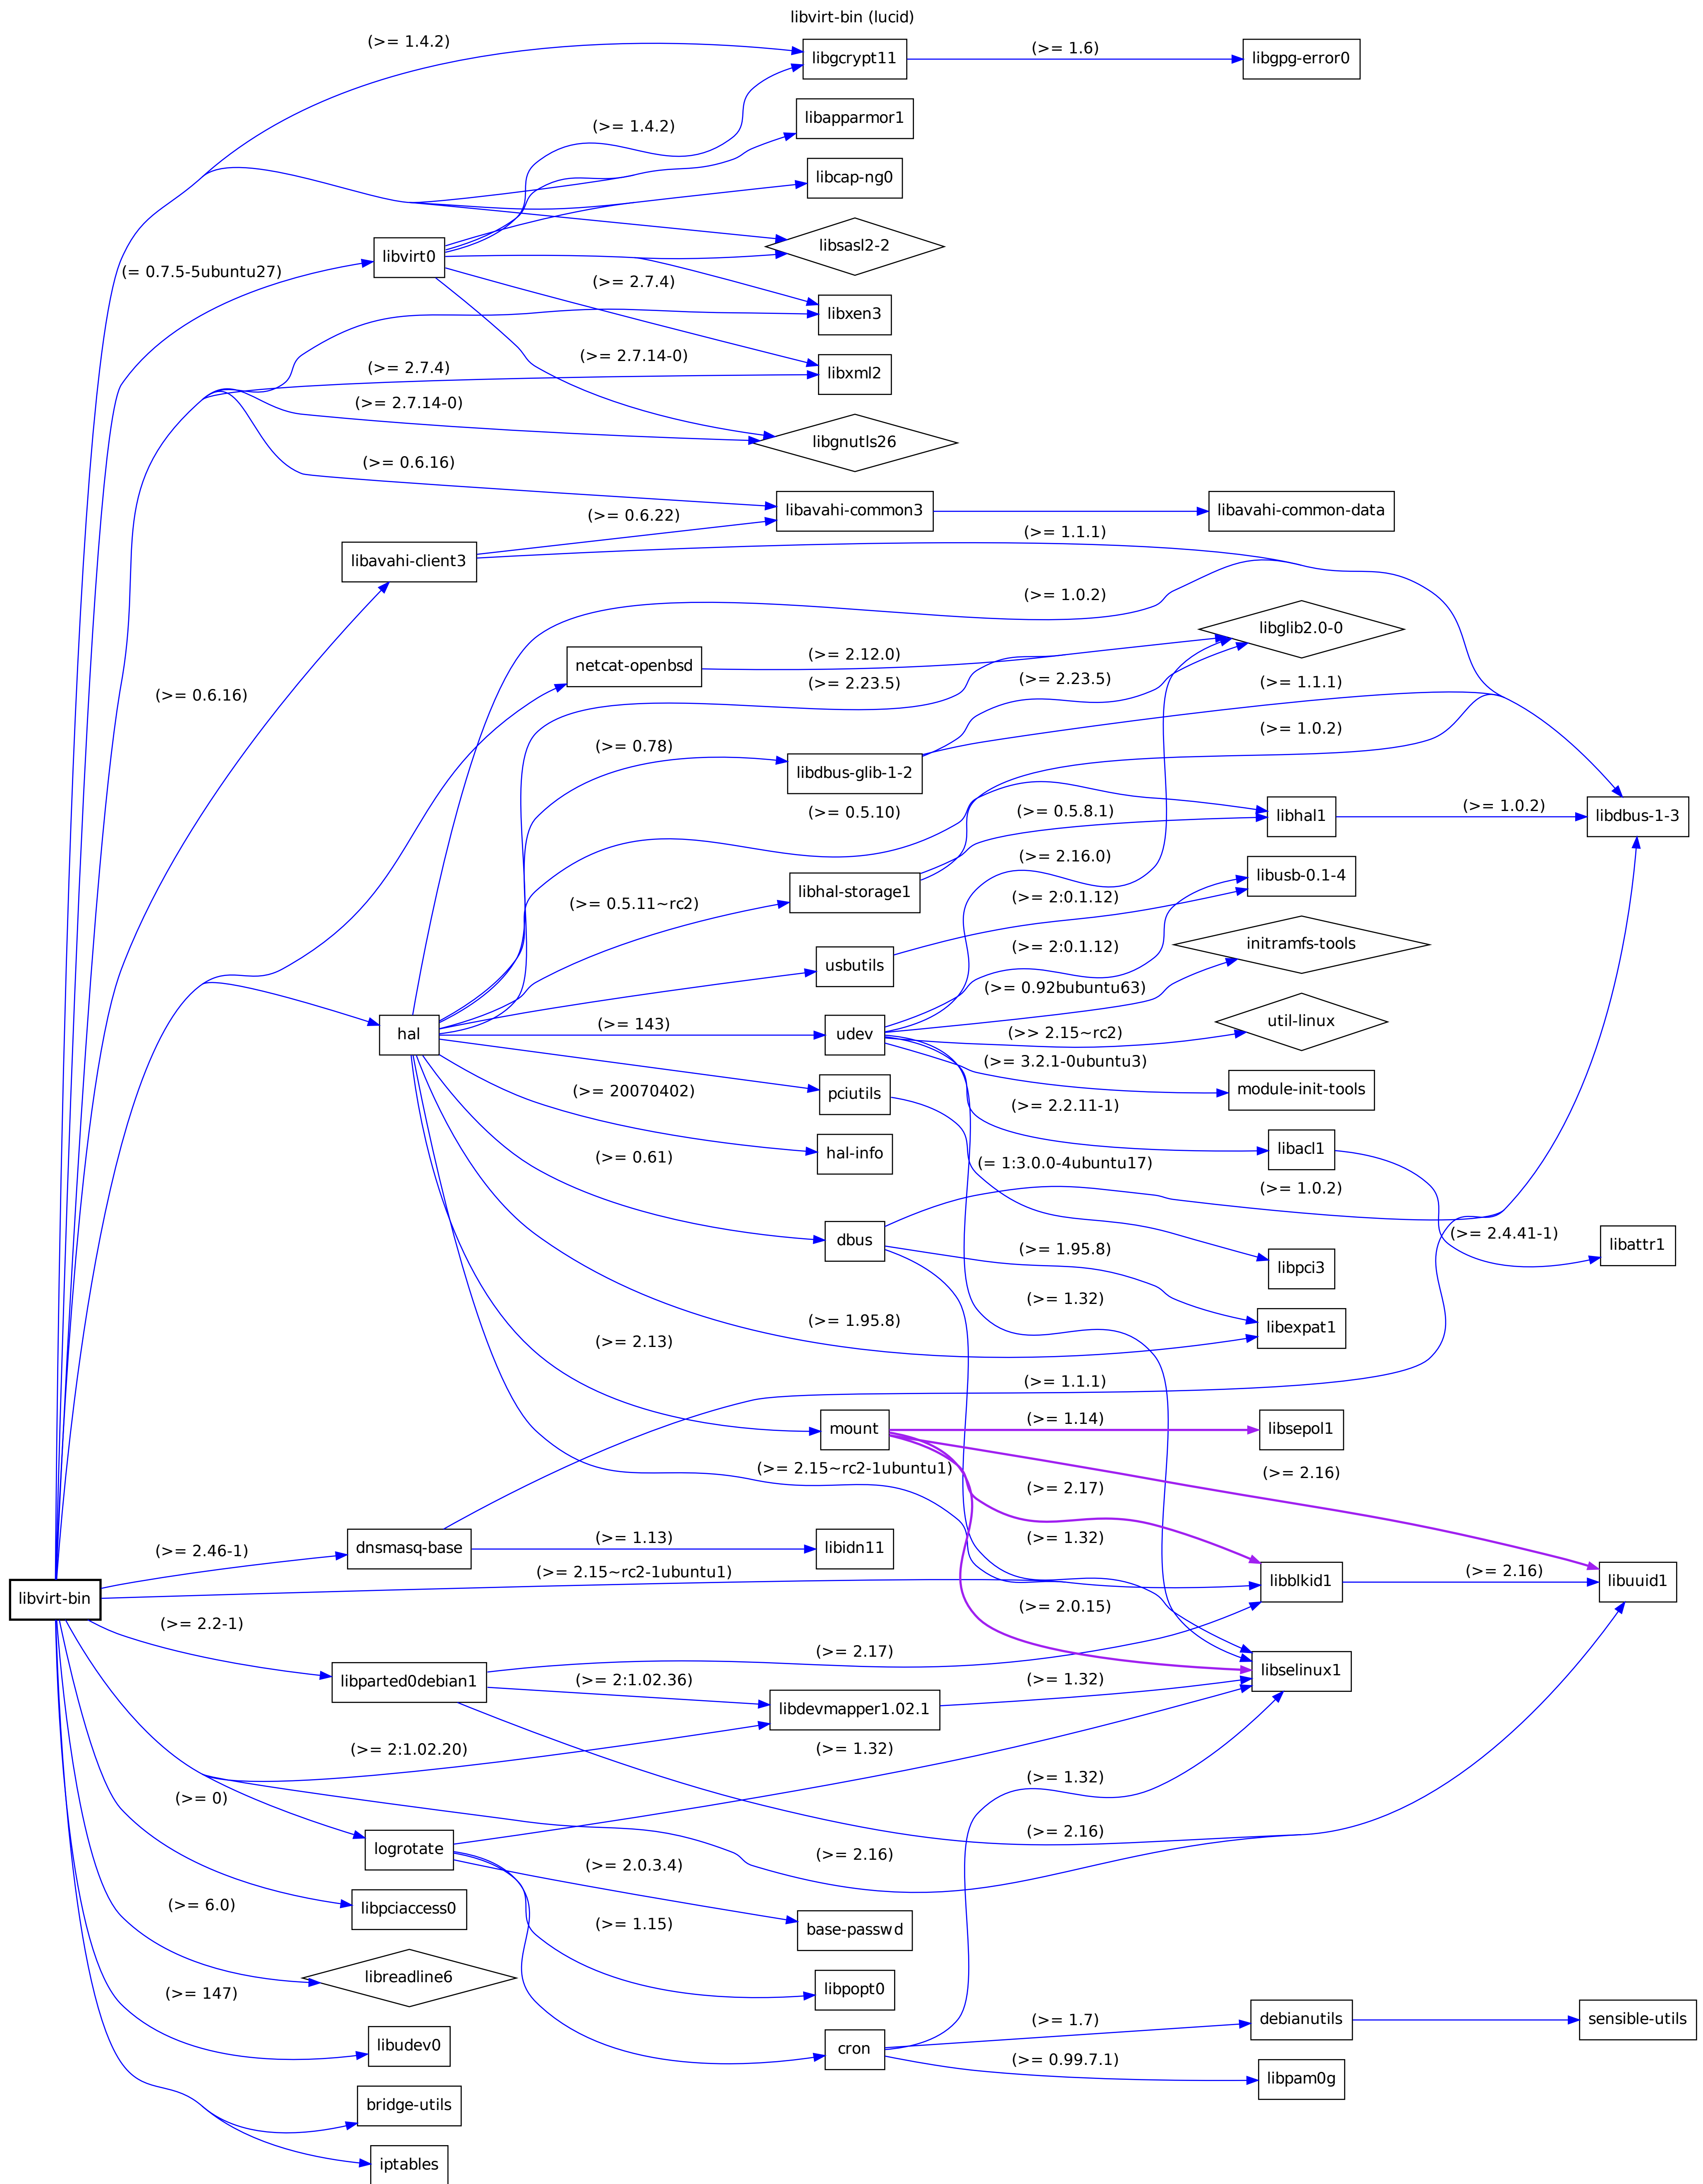 libvirt-bin (lucid)
(>= 1.4.2)
(>= 1.6)
libgcrypt11
libgpg-error0
libapparmor1
(>= 1.4.2)
libcap-ng0
libsasl2-2
libvirt0
(= 0.7.5-5ubuntu27)
(>= 2.7.4)
libxen3
(>= 2.7.14-0)
(>= 2.7.4)
libxml2
(>= 2.7.14-0)
libgnutls26
(>= 0.6.16)
libavahi-common3
libavahi-common-data
(>= 0.6.22)
(>= 1.1.1)
libavahi-client3
(>= 1.0.2)
libglib2.0-0
(>= 2.12.0)
netcat-openbsd
(>= 2.23.5)
(>= 2.23.5)
(>= 1.1.1)
(>= 0.6.16)
(>= 1.0.2)
(>= 0.78)
libdbus-glib-1-2
(>= 0.5.10)
(>= 0.5.8.1)
(>= 1.0.2)
libhal1
libdbus-1-3
(>= 2.16.0)
libusb-0.1-4
libhal-storage1
(>= 2:0.1.12)
(>= 0.5.11~rc2)
initramfs-tools
(>= 2:0.1.12)
usbutils
(>= 0.92bubuntu63)
util-linux
(>= 143)
hal
udev
(>> 2.15~rc2)
(>= 3.2.1-0ubuntu3)
(>= 20070402)
pciutils
module-init-tools
(>= 2.2.11-1)
hal-info
libacl1
(>= 0.61)
(= 1:3.0.0-4ubuntu17)
(>= 1.0.2)
(>= 2.4.41-1)
dbus
libattr1
(>= 1.95.8)
libpci3
(>= 1.32)
(>= 1.95.8)
libexpat1
(>= 2.13)
(>= 1.1.1)
mount
(>= 1.14)
libsepol1
(>= 2.15~rc2-1ubuntu1)
(>= 2.16)
(>= 2.17)
(>= 1.32)
(>= 2.46-1)
dnsmasq-base
(>= 1.13)
libidn11
(>= 2.15~rc2-1ubuntu1)
(>= 2.16)
libblkid1
libuuid1
libvirt-bin
(>= 2.0.15)
(>= 2.2-1)
(>= 2.17)
libselinux1
libparted0debian1
(>= 2:1.02.36)
(>= 1.32)
libdevmapper1.02.1
(>= 2:1.02.20)
(>= 1.32)
(>= 1.32)
(>= 0)
(>= 2.16)
logrotate
(>= 2.16)
(>= 2.0.3.4)
(>= 6.0)
libpciaccess0
(>= 1.15)
base-passwd
libreadline6
(>= 147)
libpopt0
(>= 1.7)
debianutils
sensible-utils
libudev0
cron
(>= 0.99.7.1)
libpam0g
bridge-utils
iptables